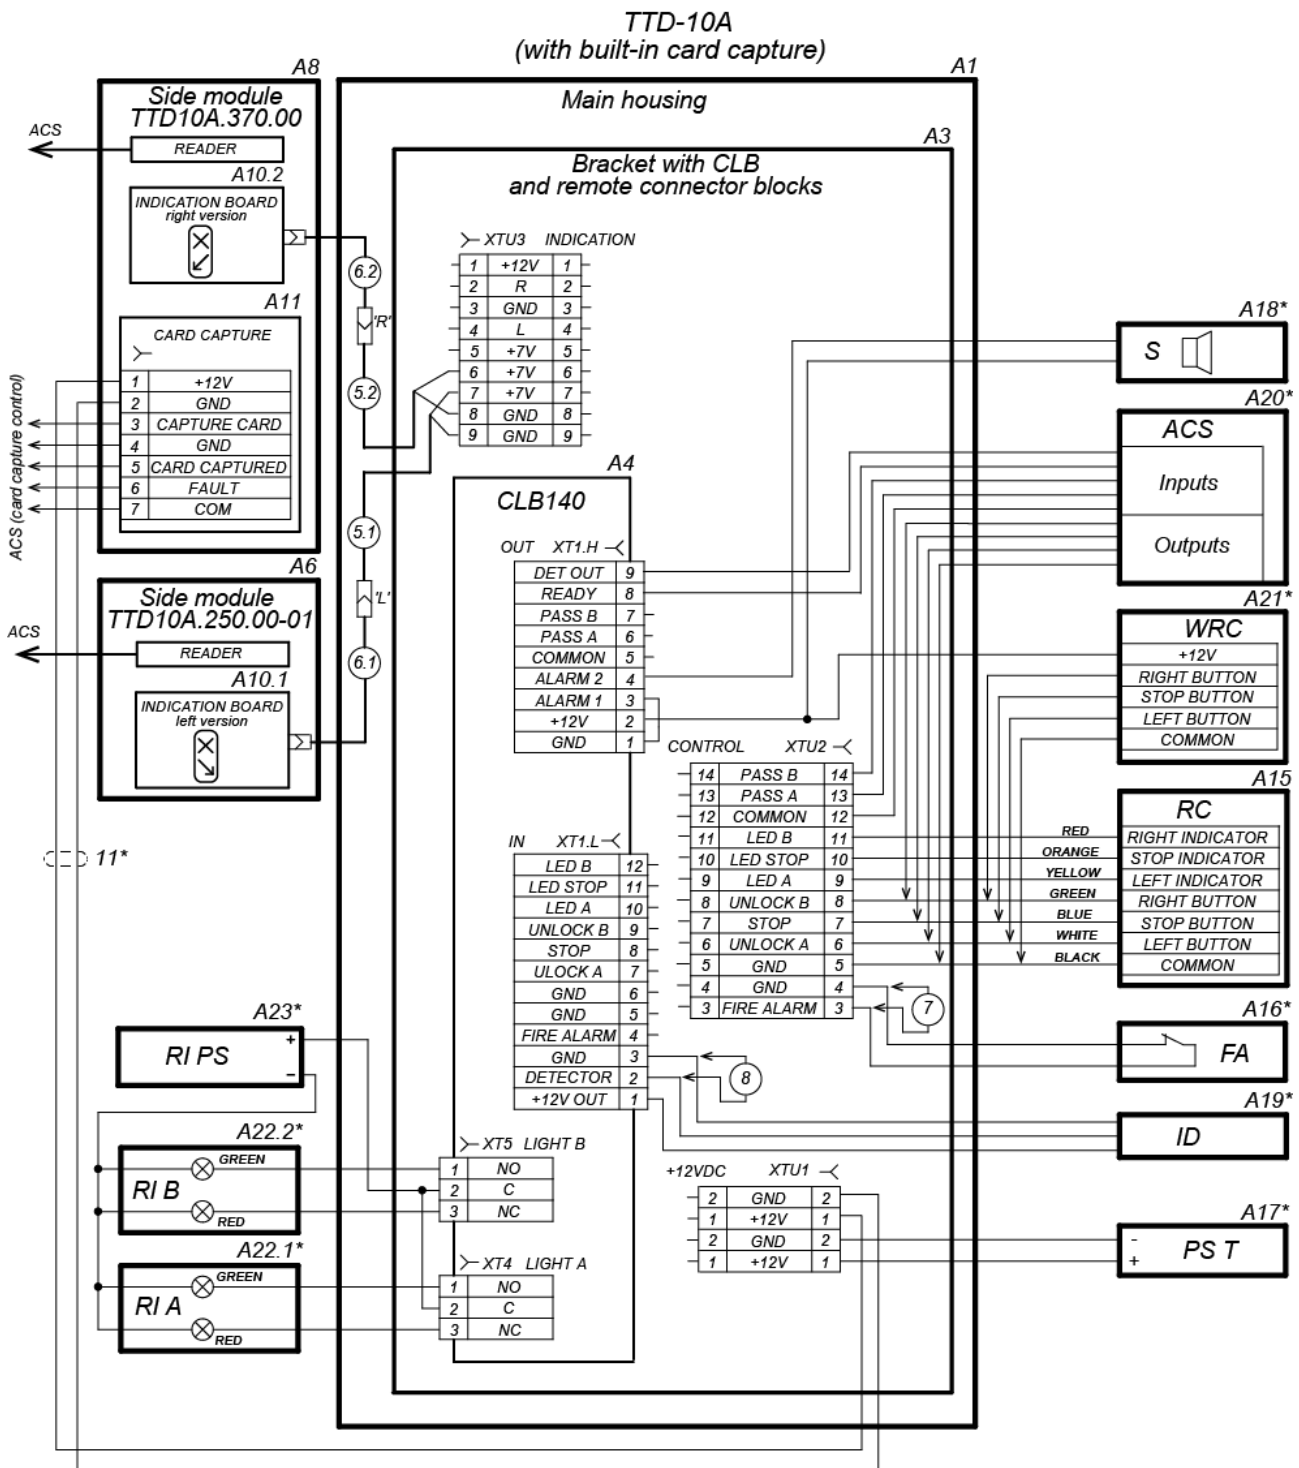 TTD-10A
(with built-in card capture)
A8
A1
Side module
TTD10A.370.00
Main housing
ACS
READER
A3
Bracket with CLB
and remote connector blocks
A10.2
INDICATION BOARD
right version
XTU3 INDICATION
1 +12V 1
2 R 2
3 GND 3
4 L 4
5 +7V 5
6 +7V 6
7 +7V 7
8 GND 8
9 GND 9
6.2
'R'
5.2
A11
CARD CAPTURE
1 +12V
2 GND
3 CAPTURE CARD
4 GND
5 CARD CAPTURED
6 FAULT
7 COM
ACS (card capture control)
A18*
S
A20*
ACS
Inputs
Outputs
A4
CLB140
5.1
'L'
6.1
OUT XT1.H
DET OUT 9
READY 8
PASS B 7
PASS A 6
COMMON 5
ALARM 2 4
ALARM 1 3
+12V 2
GND 1
A6
Side module
TTD10A.250.00-01
ACS
READER
A10.1
INDICATION BOARD
left version
A21*
WRC
+12V
RIGHT BUTTON
STOP BUTTON
LEFT BUTTON
COMMON
CONTROL XTU2
14 PASS B 14
13 PASS A 13
12 COMMON 12
11 LED B 11
10 LED STOP 10
9 LED A 9
8 UNLOCK B 8
7 STOP 7
6 UNLOCK A 6
5 GND 5
4 GND 4
3 FIRE ALARM 3
A15
RC
RED RIGHT INDICATOR
ORANGE STOP INDICATOR
YELLOW LEFT INDICATOR
GREEN RIGHT BUTTON
BLUE STOP BUTTON
WHITE LEFT BUTTON
BLACK COMMON
11*
IN XT1.L
LED B 12
LED STOP 11
LED A 10
UNLOCK B 9
STOP 8
ULOCK A 7
GND 6
GND 5
FIRE ALARM 4
GND 3
DETECTOR 2
+12V OUT 1
7
8
A16*
FA
A19*
ID
A23*
RI PS
+
−
A22.2*
RI B
GREEN
RED
XT5 LIGHT B
1 NO
2 C
3 NC
+12VDC XTU1
2 GND 2
1 +12V 1
2 GND 2
1 +12V 1
A17*
PS T
-
+
A22.1*
RI A
GREEN
RED
XT4 LIGHT A
1 NO
2 C
3 NC